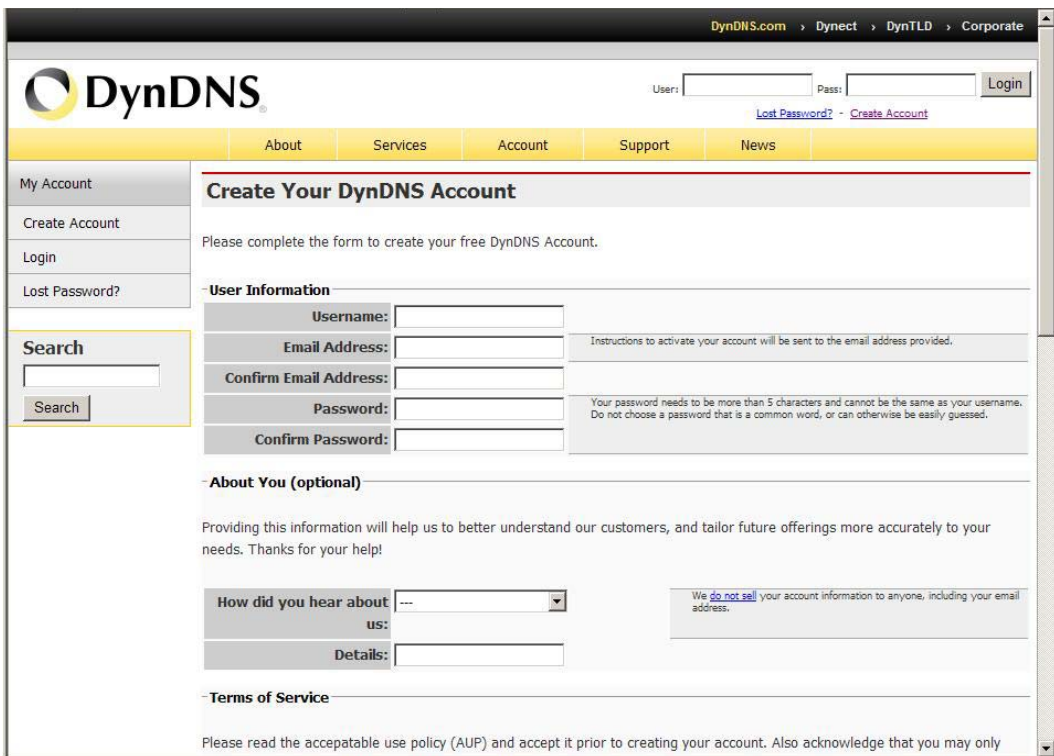 DynDNS.com › Dynect › DynTLD › Corporate
DynDNS®
User:
Pass:
Login
Lost Password? - Create Account
About Services Account Support News
My Account
Create Account
Login
Lost Password?
Search
Search
Create Your DynDNS Account
Please complete the form to create your free DynDNS Account.
User Information
Username:
Email Address:
Instructions to activate your account will be sent to the email address provided.
Confirm Email Address:
Password:
Your password needs to be more than 5 characters and cannot be the same as your username.
Do not choose a password that is a common word, or can otherwise be easily guessed.
Confirm Password:
About You (optional)
Providing this information will help us to better understand our customers, and tailor future offerings more accurately to your
needs. Thanks for your help!
How did you hear about
us:
---
We do not sell your account information to anyone, including your email
address.
Details:
Terms of Service
Please read the accepatable use policy (AUP) and accept it prior to creating your account. Also acknowledge that you may only